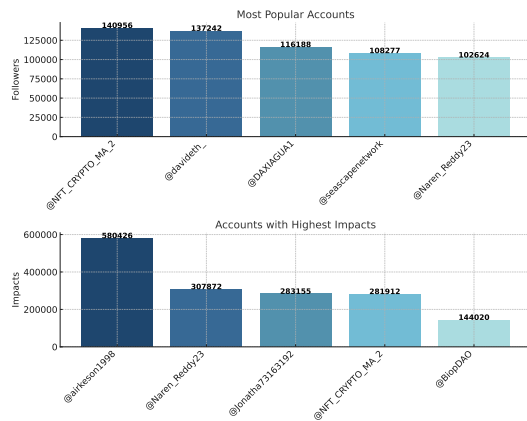 Most Popular Accounts
140956
137242
116188
108277
102624
125000
100000
75000
50000
25000
0
Followers
@NFT_CRYPTO_MA_2
@davideth_
@DAXIAGUA1
@seascapenetwork
@Naren_Reddy23
Accounts with Highest Impacts
580426
307872
283155
281912
144020
600000
400000
200000
0
Impacts
@airkeson1998
@Naren_Reddy23
@Jonatha73163192
@NFT_CRYPTO_MA_2
@BiopDAO